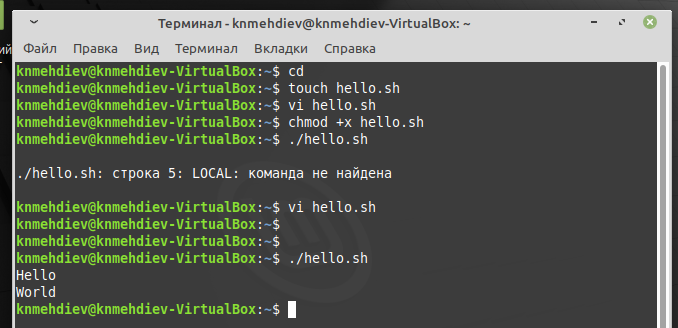 Терминал - knmehdiev@knmehdiev-VirtualBox: ~
Файл Правка Вид Терминал Вкладки Справка
knmehdiev@knmehdiev-VirtualBox:~$ cd
knmehdiev@knmehdiev-VirtualBox:~$ touch hello.sh
knmehdiev@knmehdiev-VirtualBox:~$ vi hello.sh
knmehdiev@knmehdiev-VirtualBox:~$ chmod +x hello.sh
knmehdiev@knmehdiev-VirtualBox:~$ ./hello.sh
./hello.sh: строка 5: LOCAL: команда не найдена
knmehdiev@knmehdiev-VirtualBox:~$ vi hello.sh
knmehdiev@knmehdiev-VirtualBox:~$
knmehdiev@knmehdiev-VirtualBox:~$
knmehdiev@knmehdiev-VirtualBox:~$ ./hello.sh
Hello
World
knmehdiev@knmehdiev-VirtualBox:~$